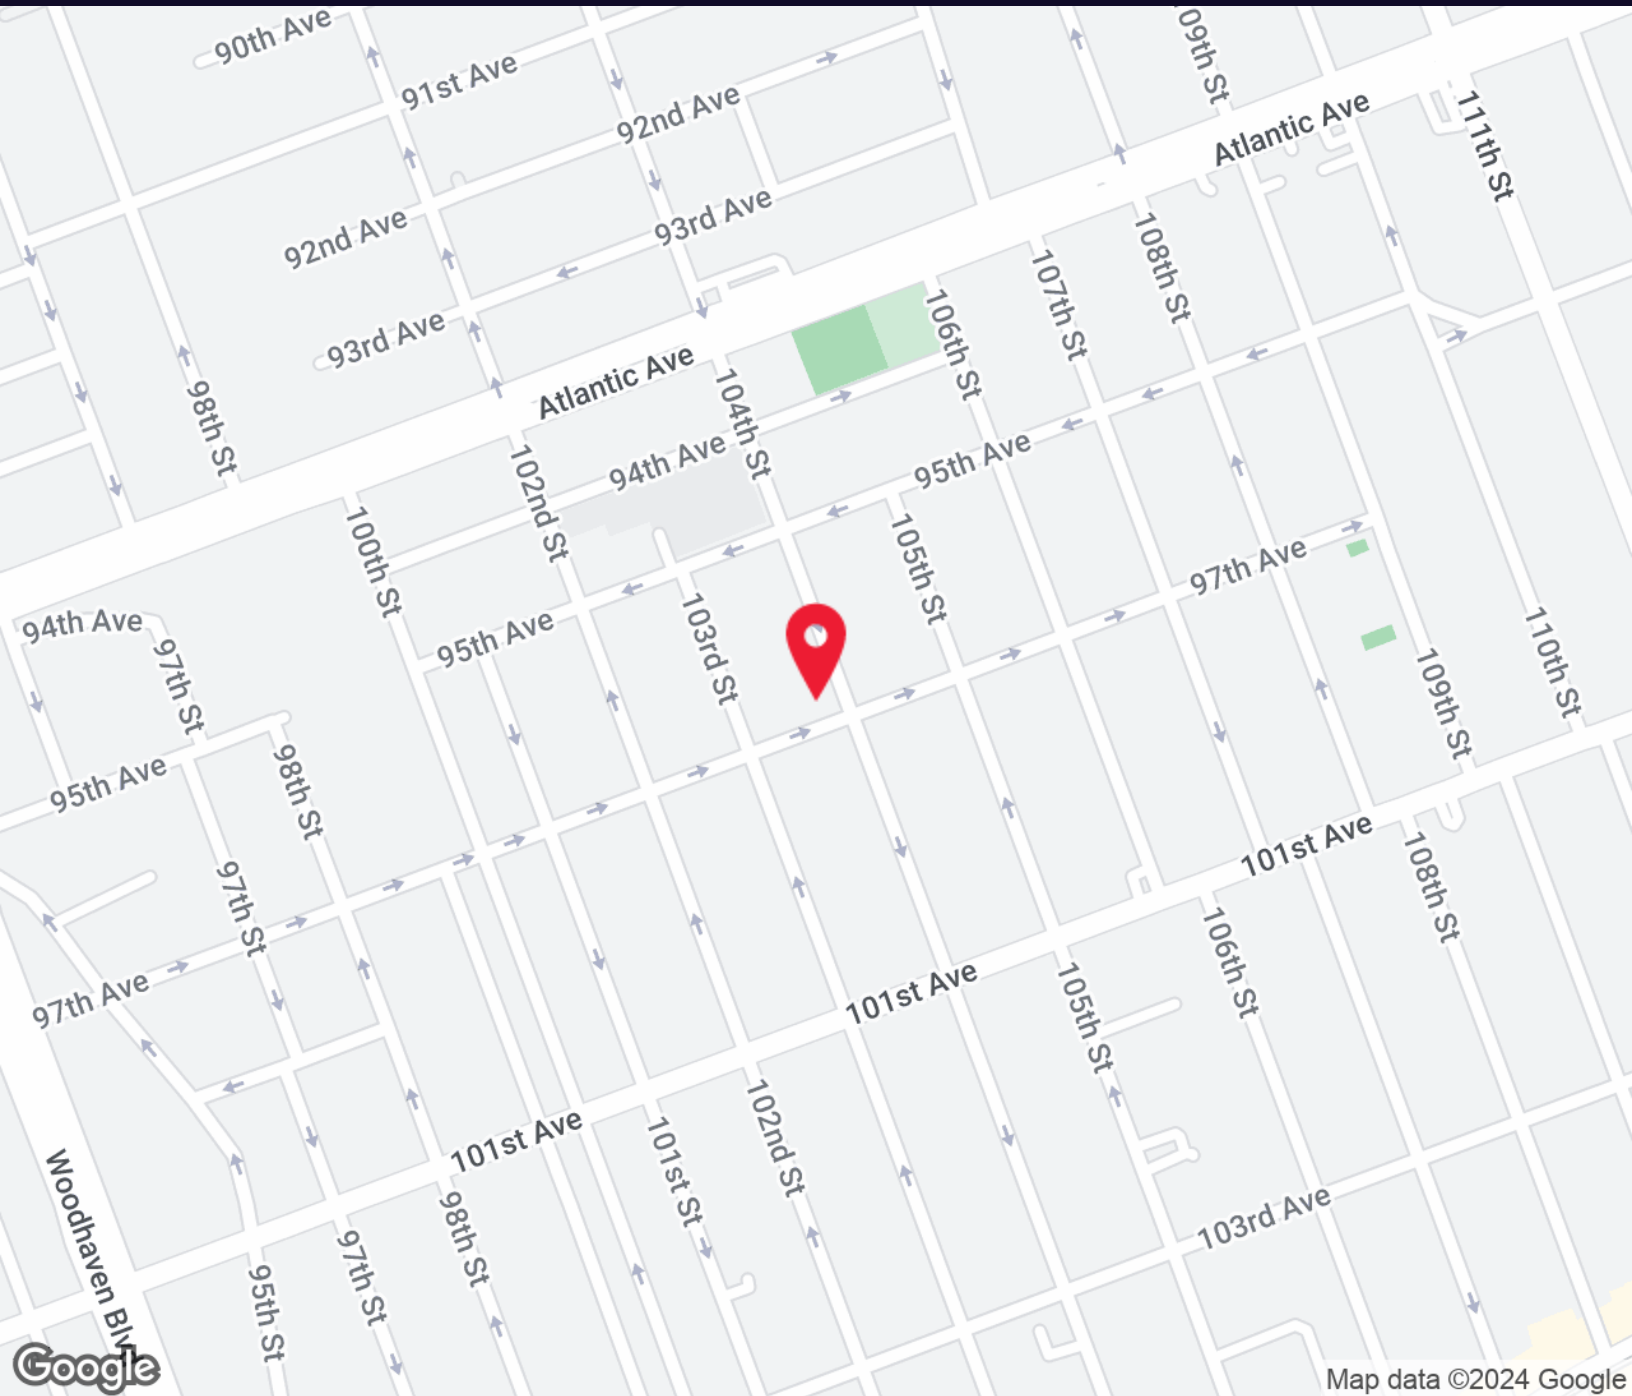 90th Ave
91st Ave
92nd Ave
109th St
Atlantic Ave
111th St
92nd Ave
93rd Ave
108th St
107th St
106th St
93rd Ave
Atlantic Ave
98th St
104th St
94th Ave
95th Ave
102nd St
100th St
105th St
97th Ave
94th Ave
95th Ave
103rd St
97th St
110th St
109th St
95th Ave
98th St
101st Ave
108th St
97th St
97th Ave
101st Ave
106th St
105th St
101st Ave
102nd St
101st St
Woodhaven Blvd
98th St
103rd Ave
97th St
95th St
Google
Map data ©2024 Google